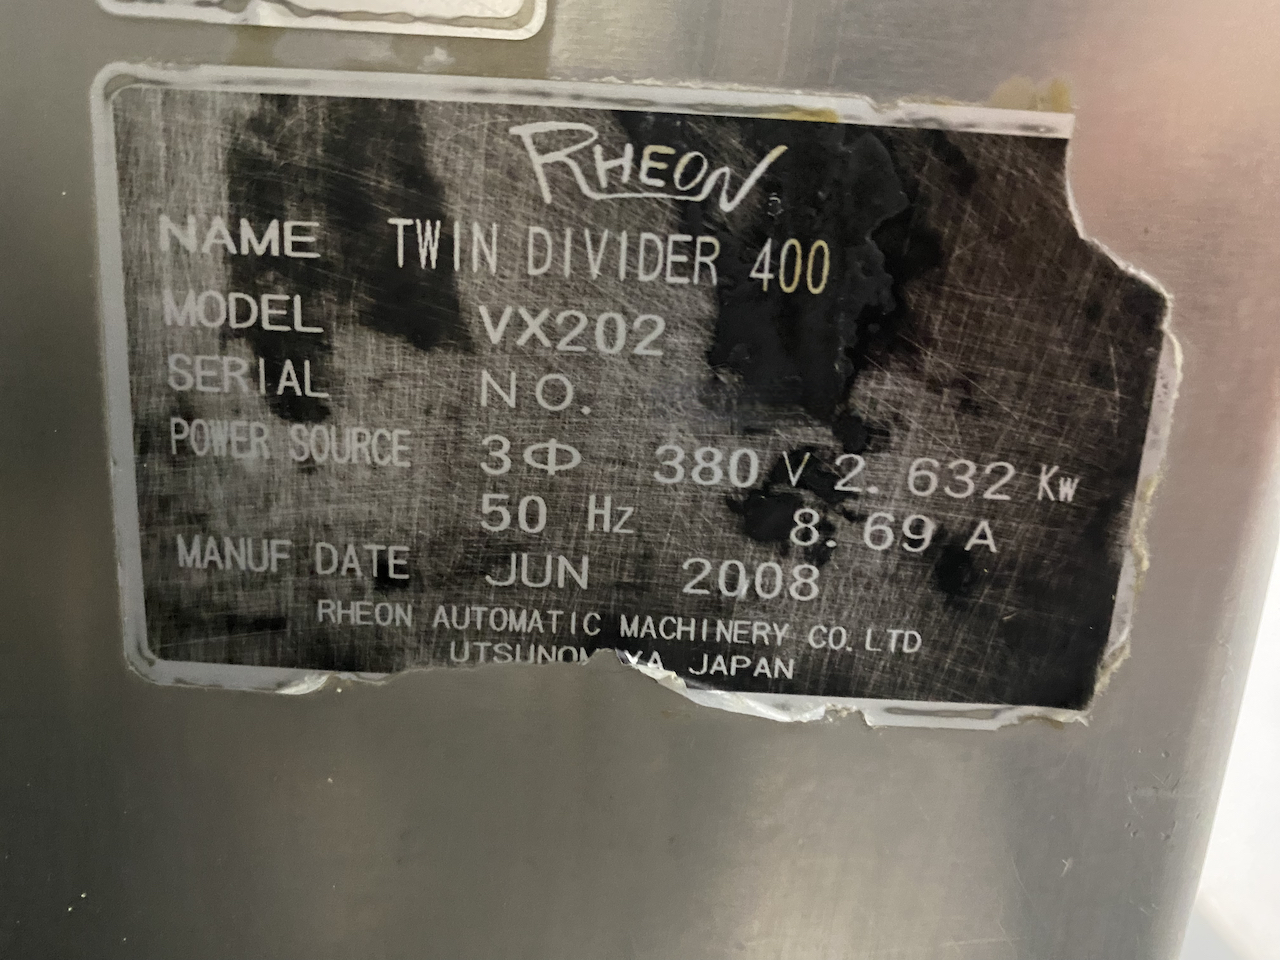 RHEON
NAME TWIN DIVIDER 400
MODEL VX202
SERIAL NO.
POWER SOURCE 3Φ 380 V 2. 632 Kw
50 Hz 8. 69 A
MANUF DATE JUN 2008
RHEON AUTOMATIC MACHINERY CO. LTD
JAPAN